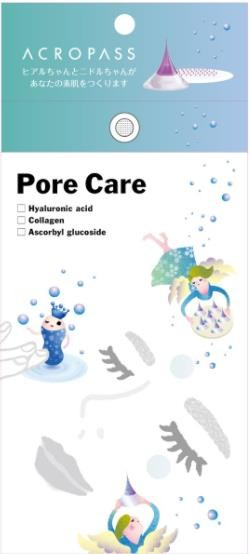 ACROPASS
ヒアルちゃんとニドルちゃんが
あなたの素肌をつくります
Pore Care
Hyaluronic acid
Collagen
Ascorbyl glucoside